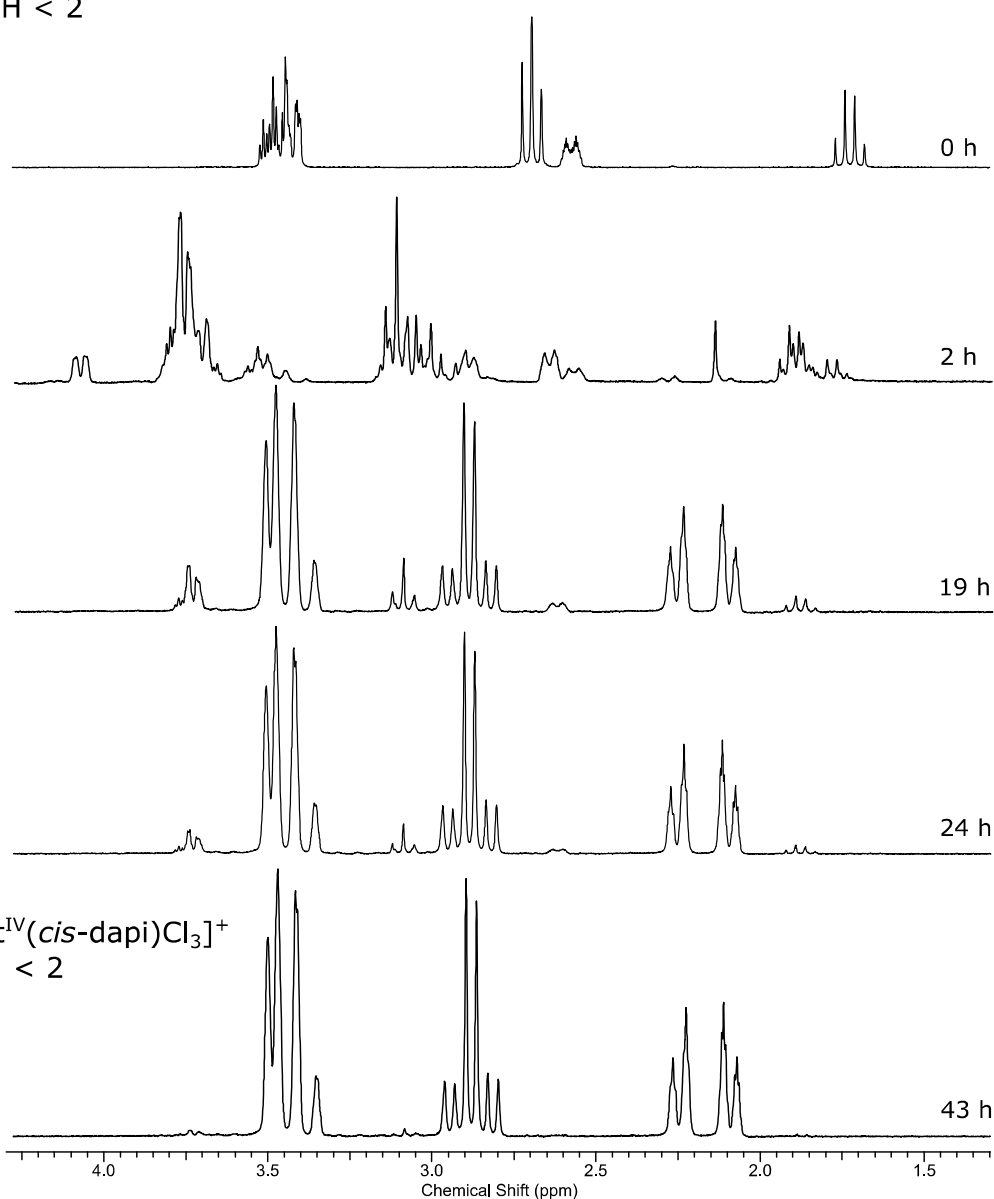 H < 2
0 h
2 h
19 h
24 h
t^IV(cis-dapi)Cl₃]⁺
< 2
43 h
4.0 3.5 3.0 2.5 2.0 1.5
Chemical Shift (ppm)